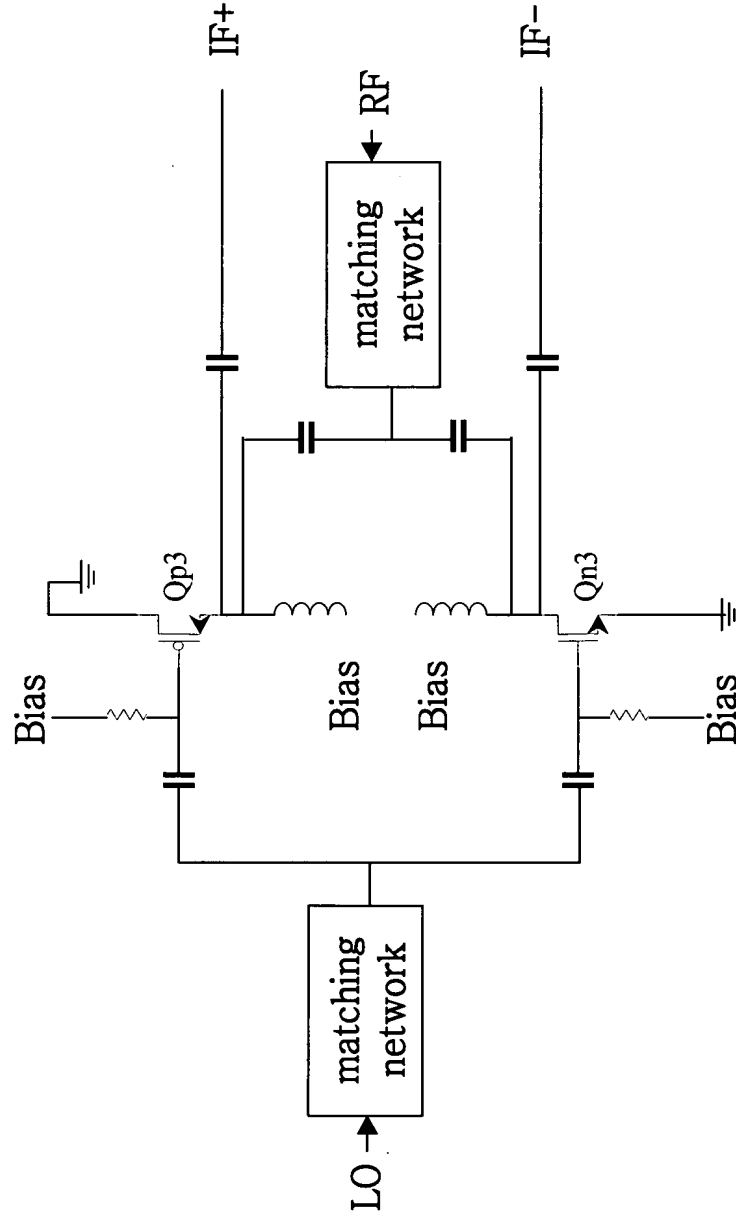 Bias
Qp3
IF+
matching
network
RF
LO
matching
network
Bias
Bias
Qn3
IF-
Bias